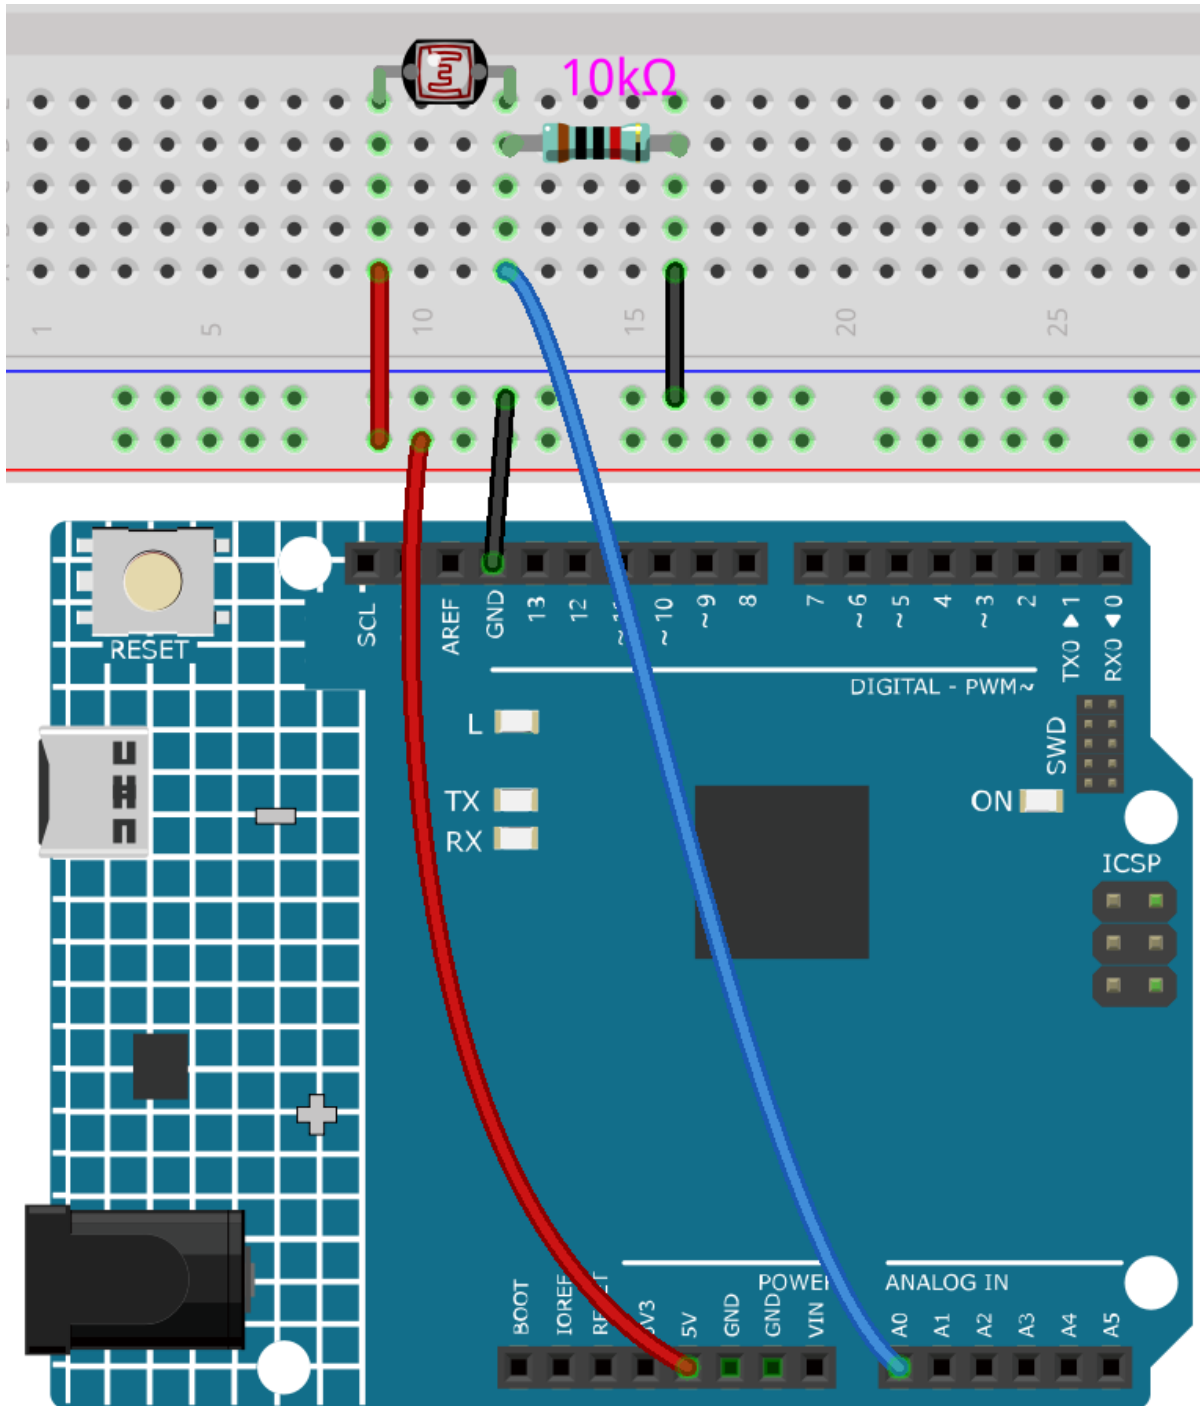 10kΩ
1 5 10 15 20 25
RESET
SCL
AREF
GND
13
12
~10
~9
8
7
~6
~5
4
~3
2
TX0 ▶ 1
RX0 ◀ 0
DIGITAL - PWM~
L
TX
RX
SWD
ON
ICSP
POWER
ANALOG IN
BOOT
IOREF
RESET
5V
GND
GND
VIN
A0
A1
A2
A3
A4
A5